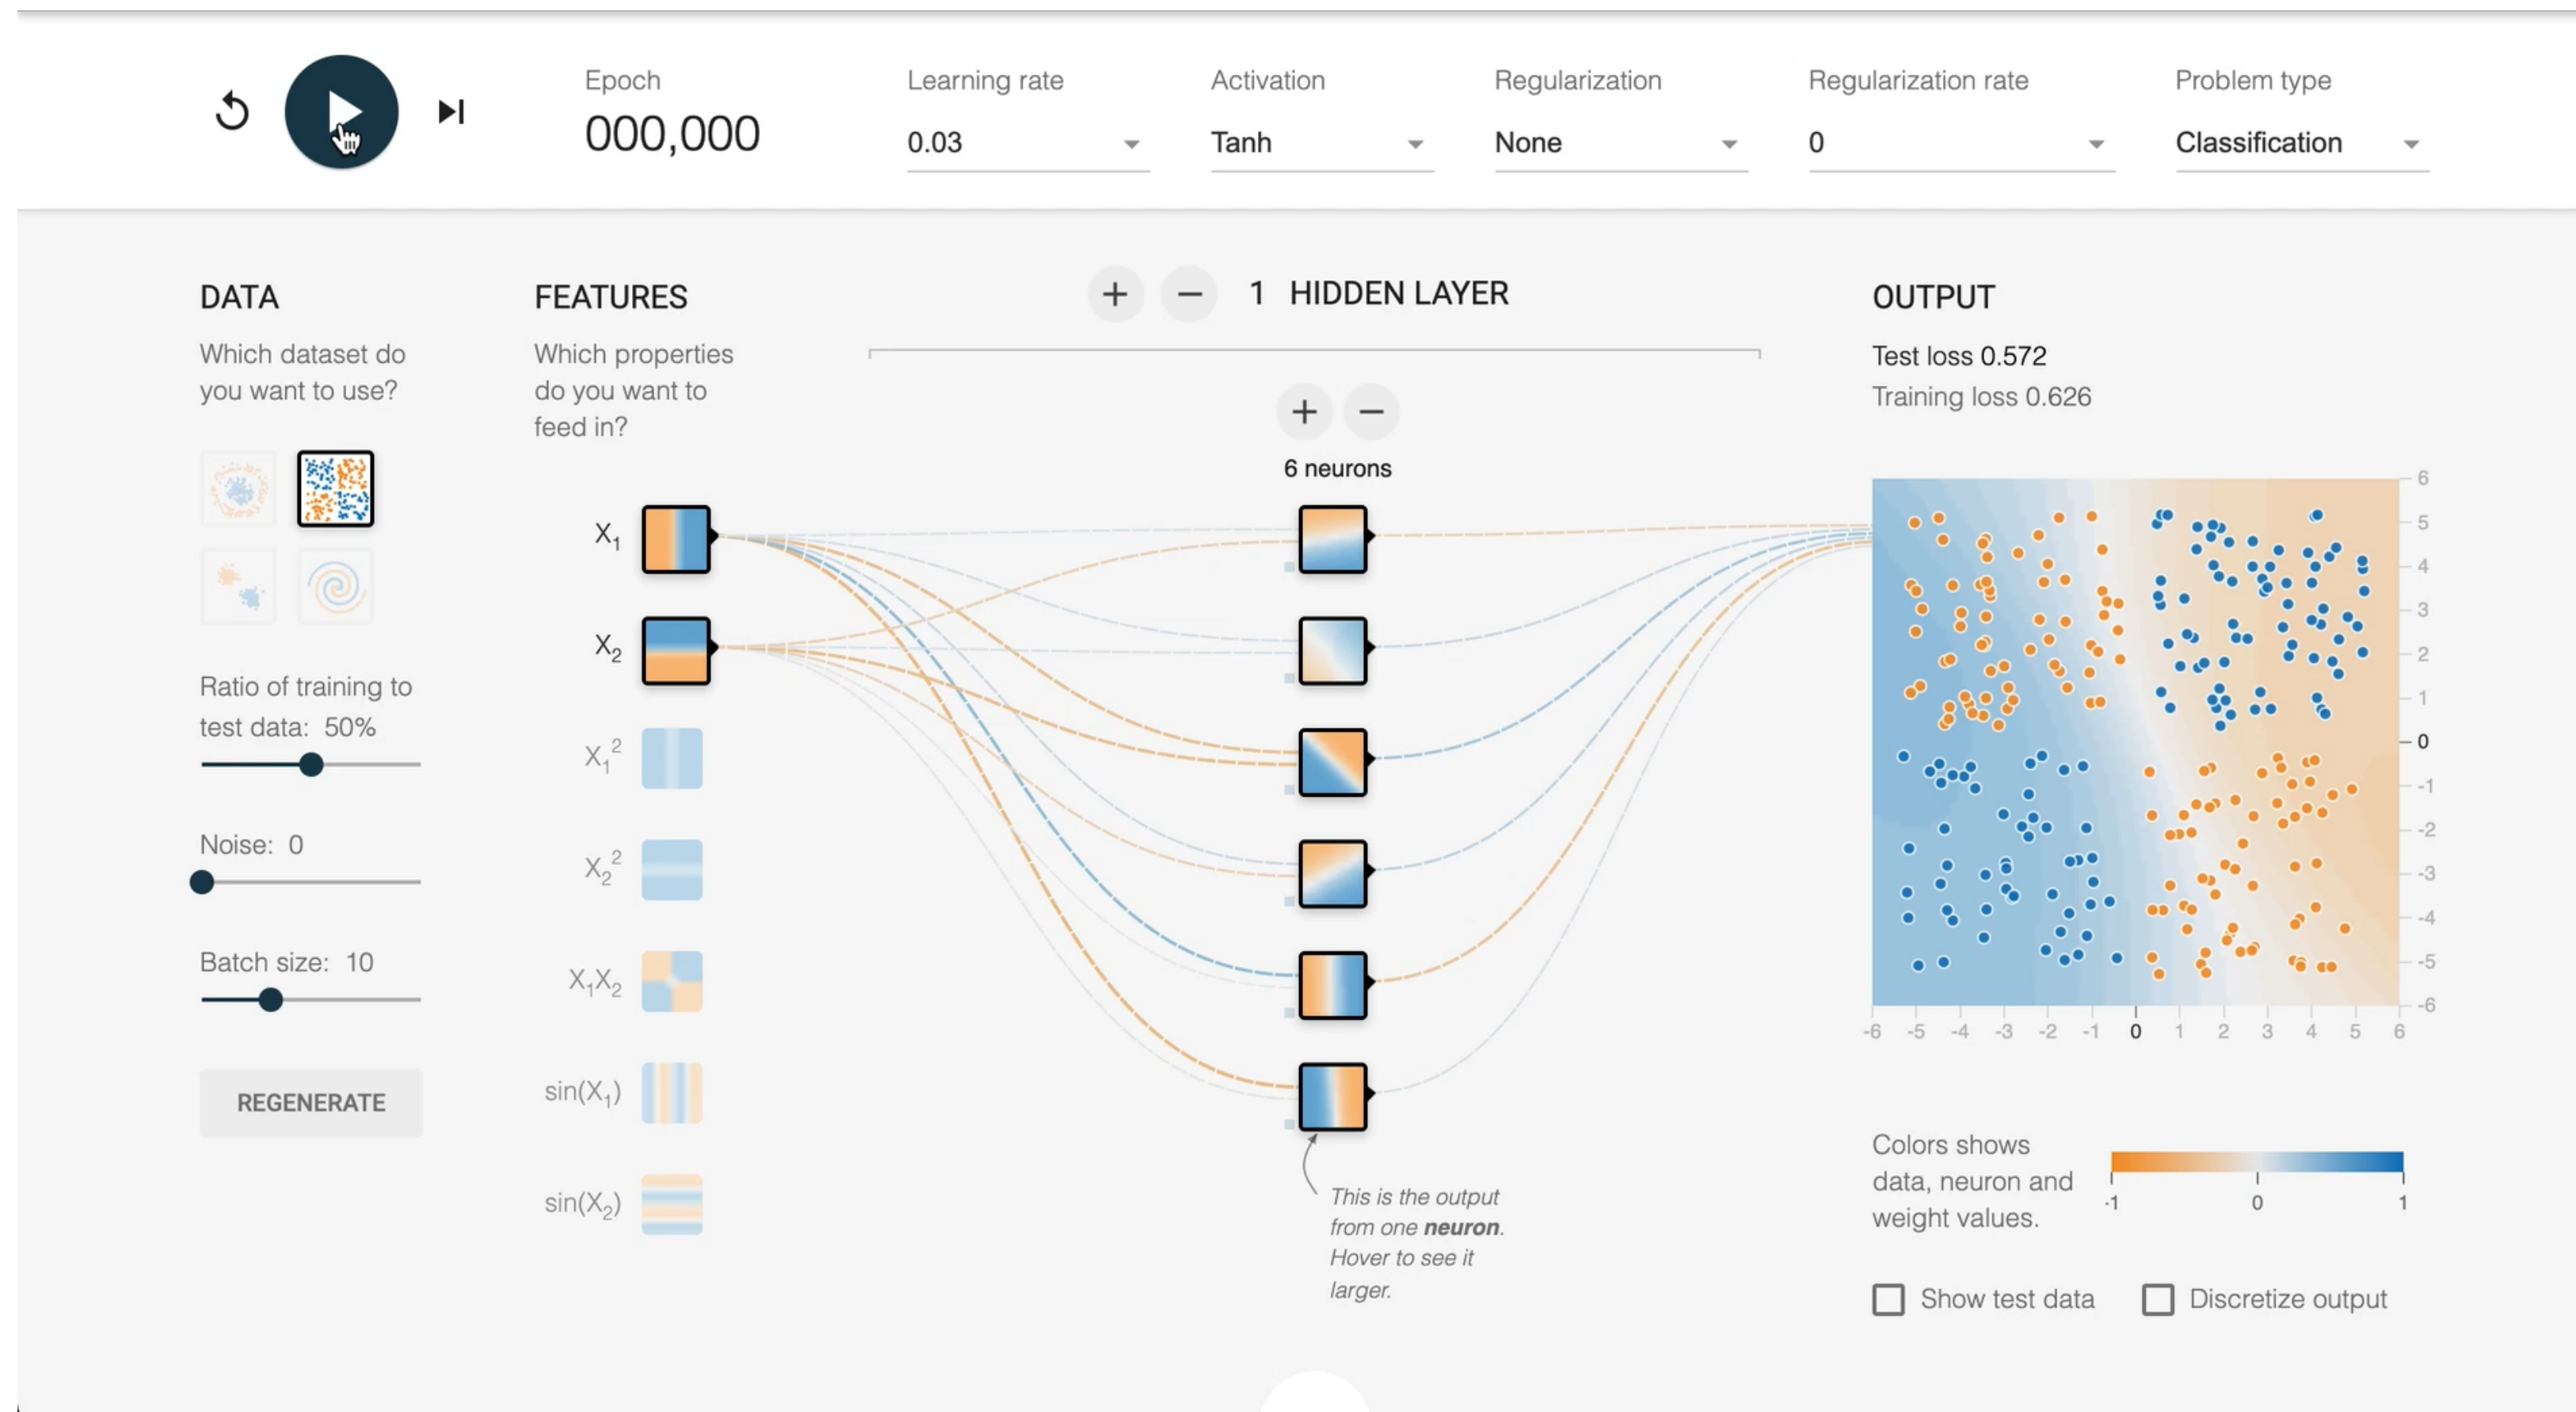 Epoch
000,000
Learning rate
0.03
Activation
Tanh
Regularization
None
Regularization rate
0
Problem type
Classification
DATA
Which dataset do
you want to use?
Ratio of training to
test data: 50%
Noise: 0
Batch size: 10
REGENERATE
FEATURES
Which properties
do you want to
feed in?
X₁
X₂
X₁²
X₂²
X₁X₂
sin(X₁)
sin(X₂)
+ − 1 HIDDEN LAYER
+ −
6 neurons
This is the output
from one neuron.
Hover to see it
larger.
OUTPUT
Test loss 0.572
Training loss 0.626
6
5
4
3
2
1
0
-1
-2
-3
-4
-5
-6
-6 -5 -4 -3 -2 -1 0 1 2 3 4 5 6
Colors shows
data, neuron and
weight values.
-1 0 1
Show test data
Discretize output